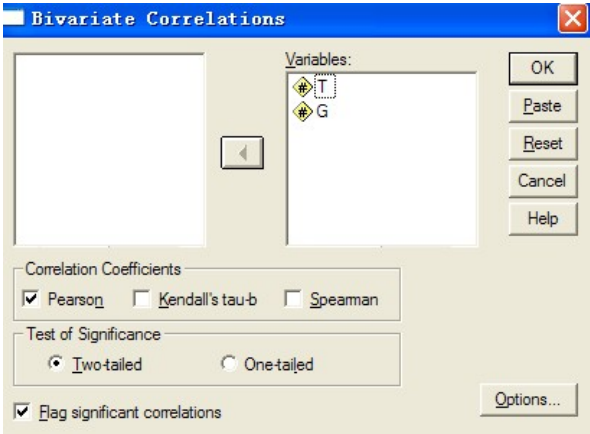 Bivariate Correlations
Variables:
# T
# G
OK
Paste
Reset
Cancel
Help
Correlation Coefficients
Pearson Kendall's tau-b Spearman
Test of Significance
Two-tailed One-tailed
Flag significant correlations
Options...